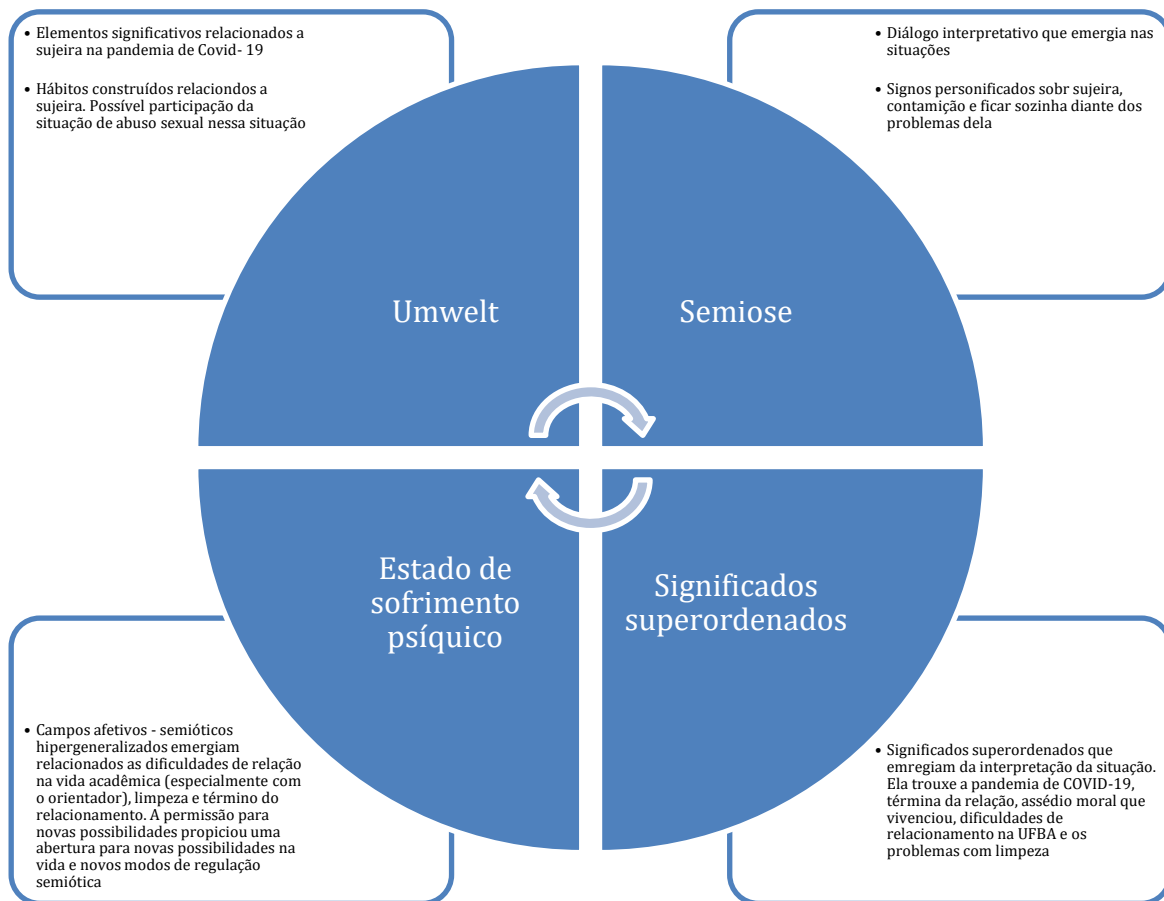 • Elementos significativos relacionados a
sujeira na pandemia de Covid- 19
• Hábitos construídos relaciondos a
sujeira. Possível participação da
situação de abuso sexual nessa situação
• Diálogo interpretativo que emergia nas
situações
• Signos personificados sobr sujeira,
contamição e ficar sozinha diante dos
problemas dela
Umwelt
Semiose
Estado de
sofrimento
psíquico
Significados
superordenados
• Campos afetivos - semióticos
hipergeneralizados emergiam
relacionados as dificuldades de relação
na vida acadêmica (especialmente com
o orientador), limpeza e término do
relacionamento. A permissão para
novas possibilidades propiciou uma
abertura para novas possibilidades na
vida e novos modos de regulação
semiótica
• Significados superordenados que
emregiam da interpretação da situação.
Ela trouxe a pandemia de COVID-19,
término da relação, assédio moral que
vivenciou, dificuldades de
relacionamento na UFBA e os
problemas com limpeza